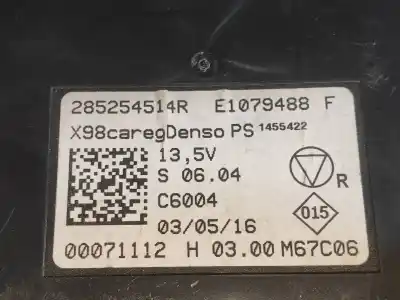 285254514R E1079488 F
X98caregDenso PS 1455422
13,5V
S 06.04
R
C6004
015
03/05/16
00071112 H 03.00 M67C06